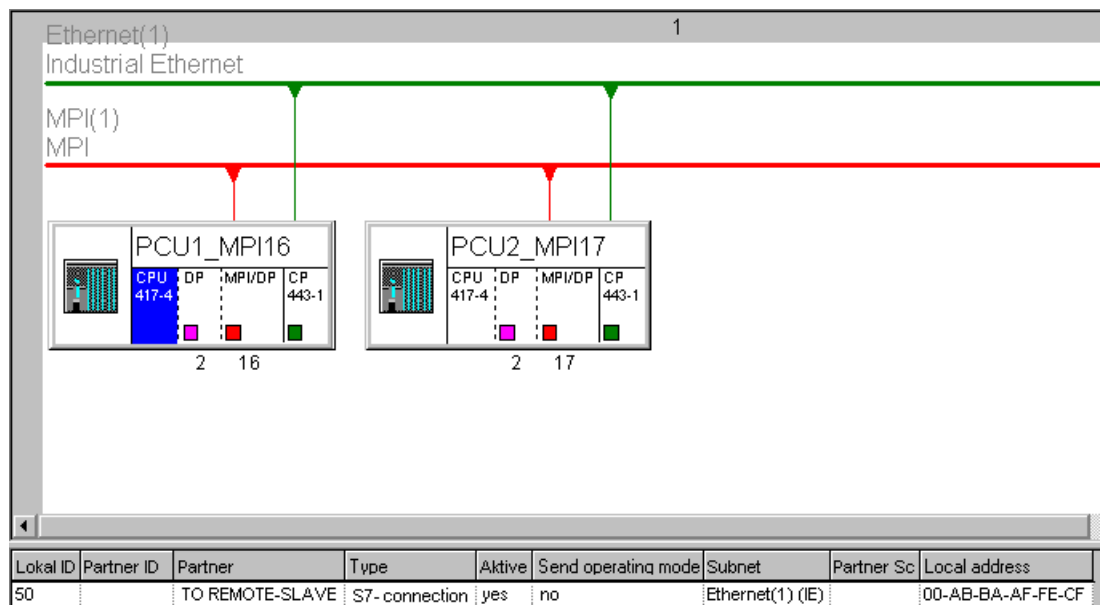 1
Ethernet(1)
Industrial Ethernet
MPI(1)
MPI
PCU1_MPI16
CPU 417-4 DP MPI/DP CP 443-1
2 16
PCU2_MPI17
CPU 417-4 DP MPI/DP CP 443-1
2 17
Lokal ID Partner ID Partner Type Aktive Send operating mode Subnet Partner Sc Local address
50 TO REMOTE-SLAVE S7-connection yes no Ethernet(1) (IE) 00-AB-BA-AF-FE-CF